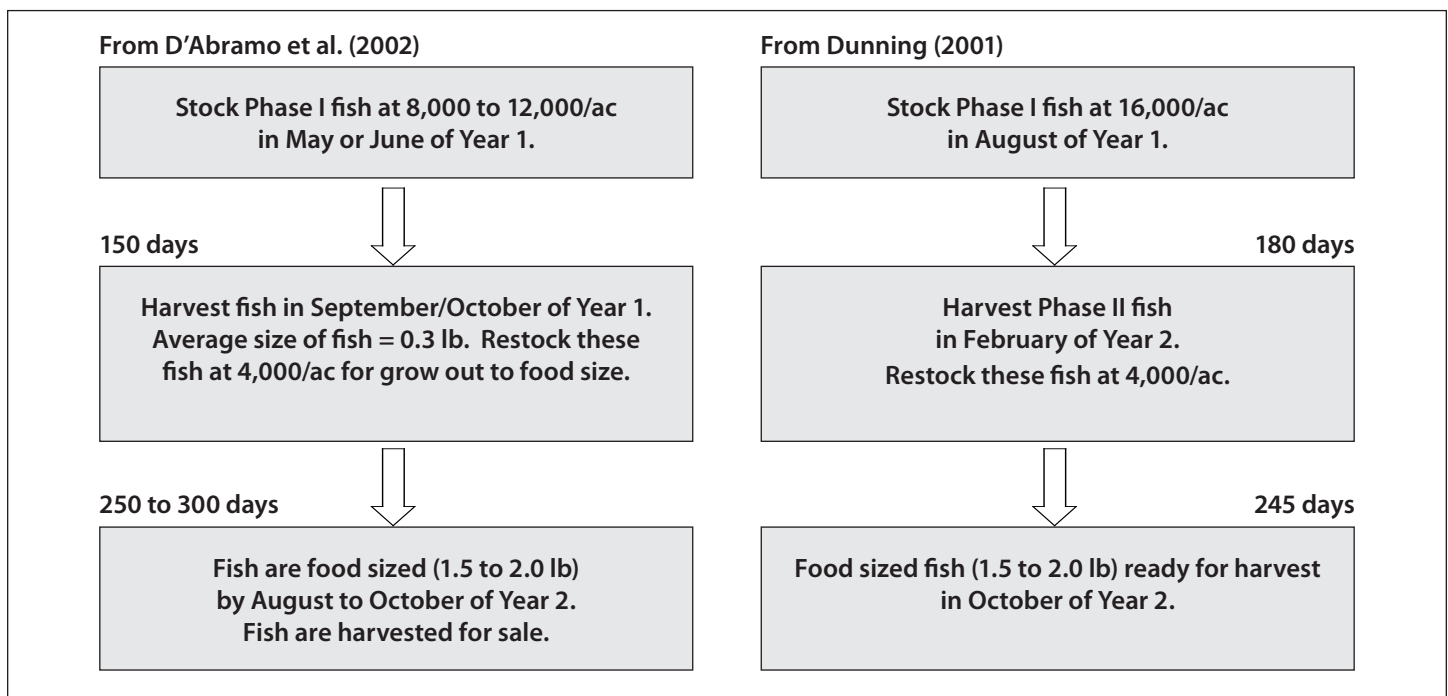 From D’Abramo et al. (2002)
Stock Phase I fish at 8,000 to 12,000/ac
in May or June of Year 1.
150 days
Harvest fish in September/October of Year 1.
Average size of fish = 0.3 lb. Restock these
fish at 4,000/ac for grow out to food size.
250 to 300 days
Fish are food sized (1.5 to 2.0 lb)
by August to October of Year 2.
Fish are harvested for sale.
From Dunning (2001)
Stock Phase I fish at 16,000/ac
in August of Year 1.
180 days
Harvest Phase II fish
in February of Year 2.
Restock these fish at 4,000/ac.
245 days
Food sized fish (1.5 to 2.0 lb) ready for harvest
in October of Year 2.